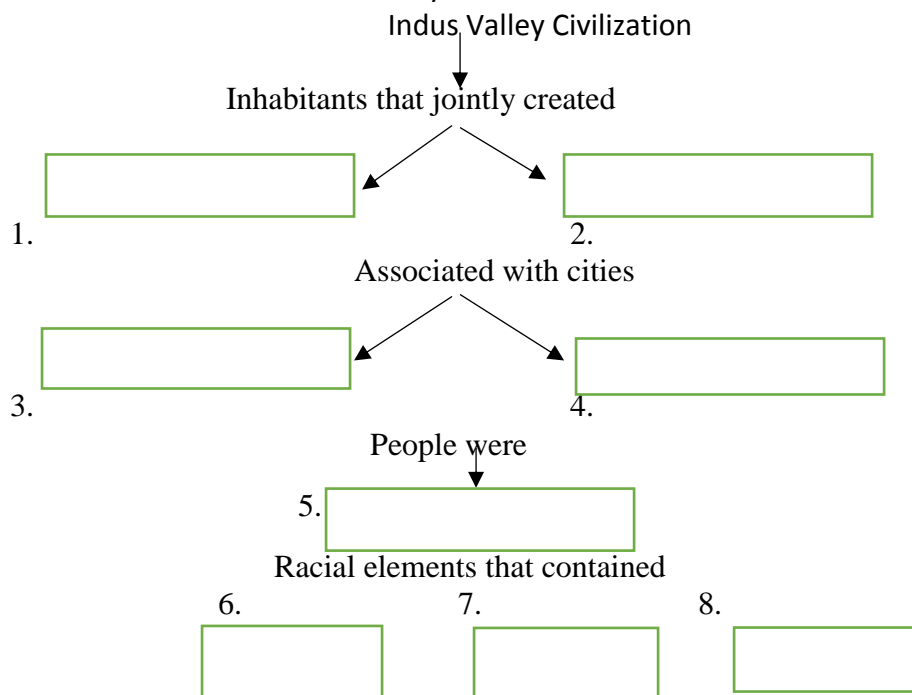 Indus Valley Civilization
Inhabitants that jointly created
1.
2.
Associated with cities
3.
4.
People were
5.
Racial elements that contained
6. 7. 8.